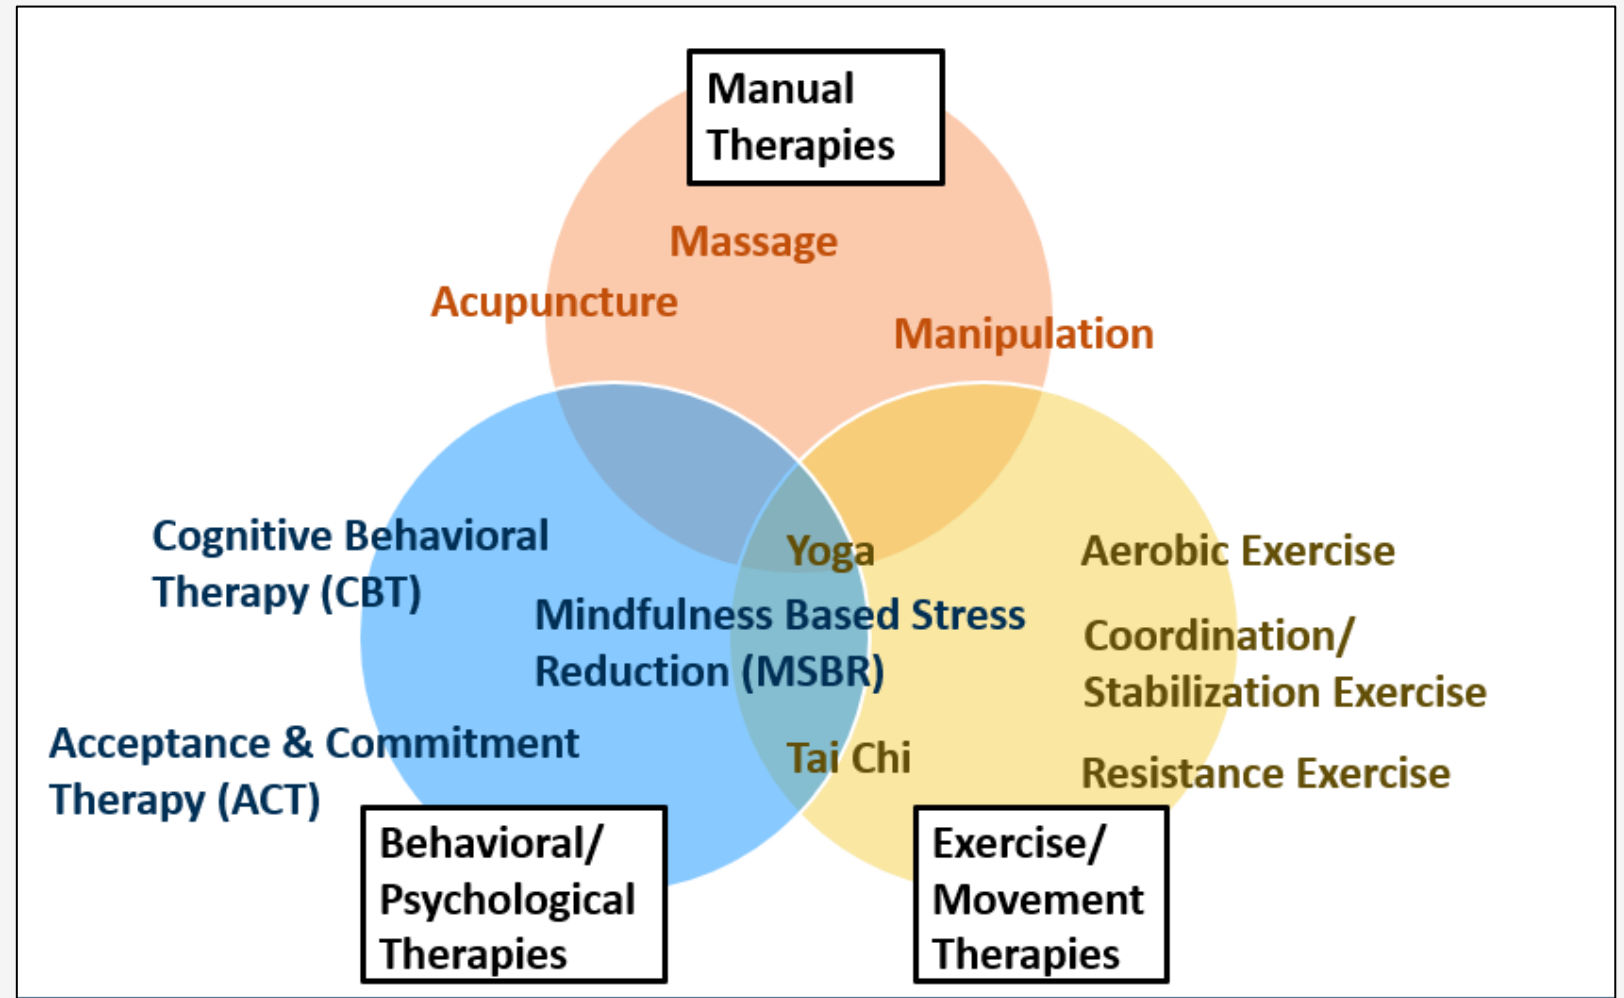 Manual
Therapies
Massage
Acupuncture
Manipulation
Cognitive Behavioral
Therapy (CBT)
Yoga
Aerobic Exercise
Mindfulness Based Stress
Reduction (MSBR)
Coordination/
Stabilization Exercise
Acceptance & Commitment
Therapy (ACT)
Tai Chi
Resistance Exercise
Behavioral/
Psychological
Therapies
Exercise/
Movement
Therapies